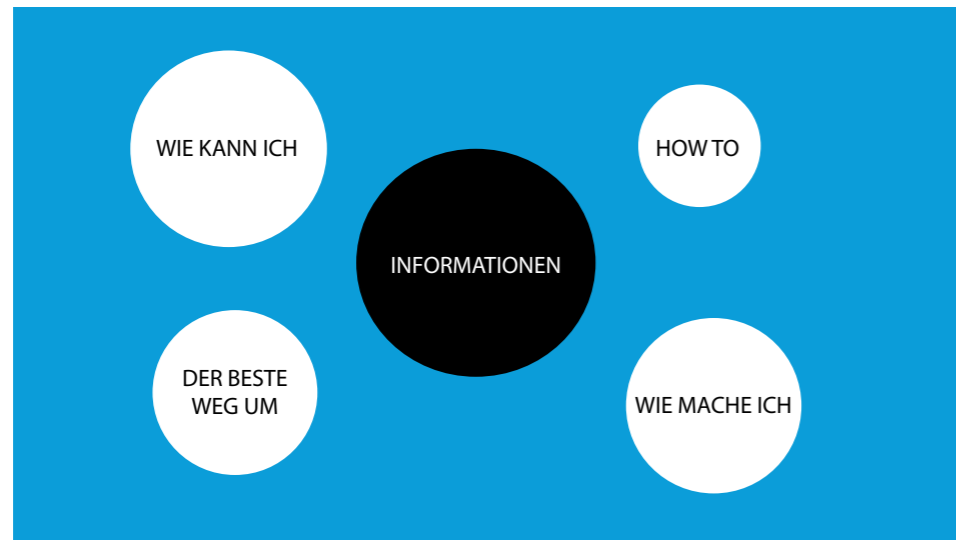 WIE KANN ICH
HOW TO
INFORMATIONEN
DER BESTE
WEG UM
WIE MACHE ICH